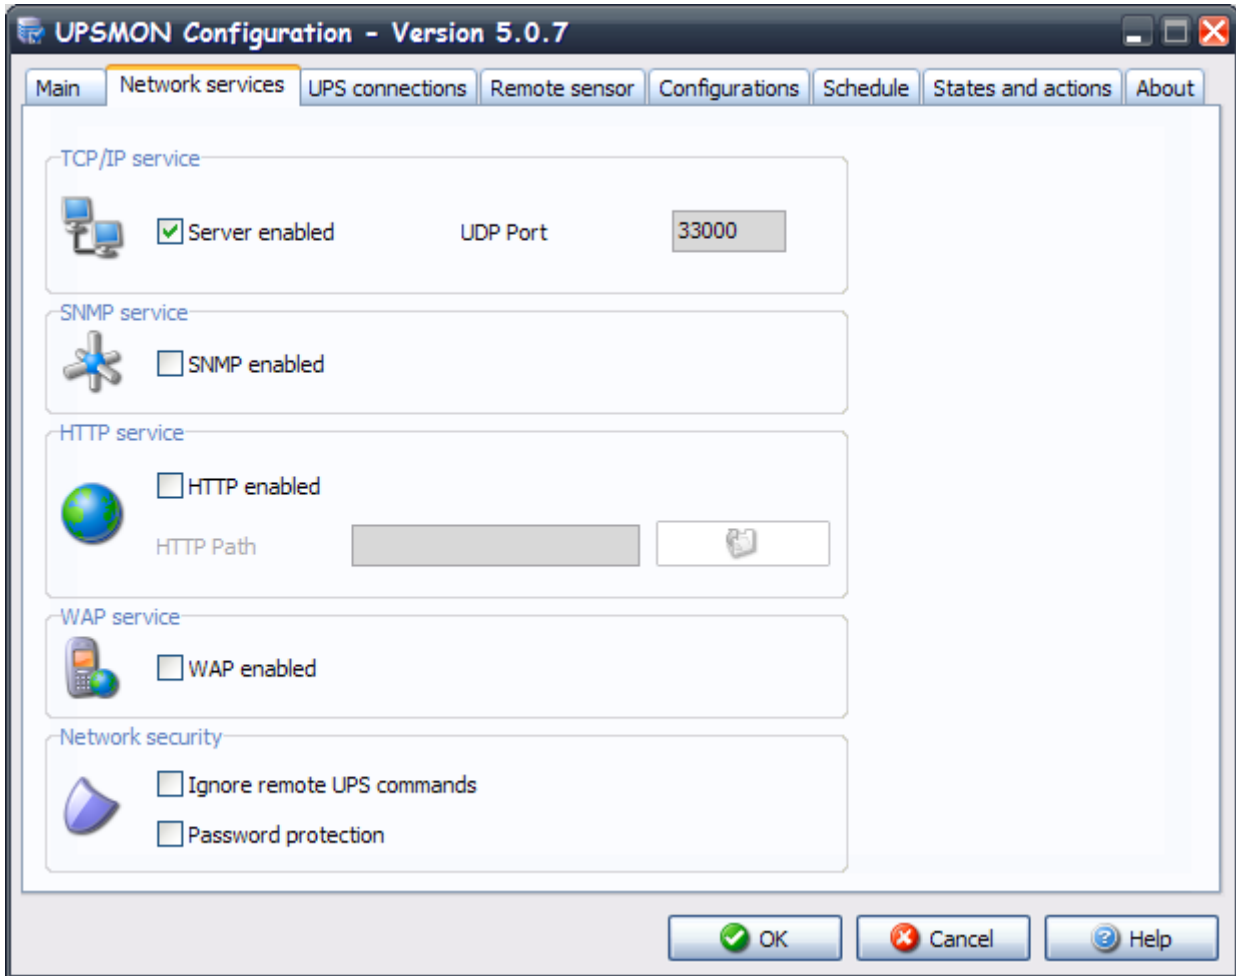 UPSMON Configuration - Version 5.0.7
Main Network services UPS connections Remote sensor Configurations Schedule States and actions About
TCP/IP service
Server enabled UDP Port 33000
SNMP service
SNMP enabled
HTTP service
HTTP enabled
HTTP Path
WAP service
WAP enabled
Network security
Ignore remote UPS commands
Password protection
OK Cancel Help